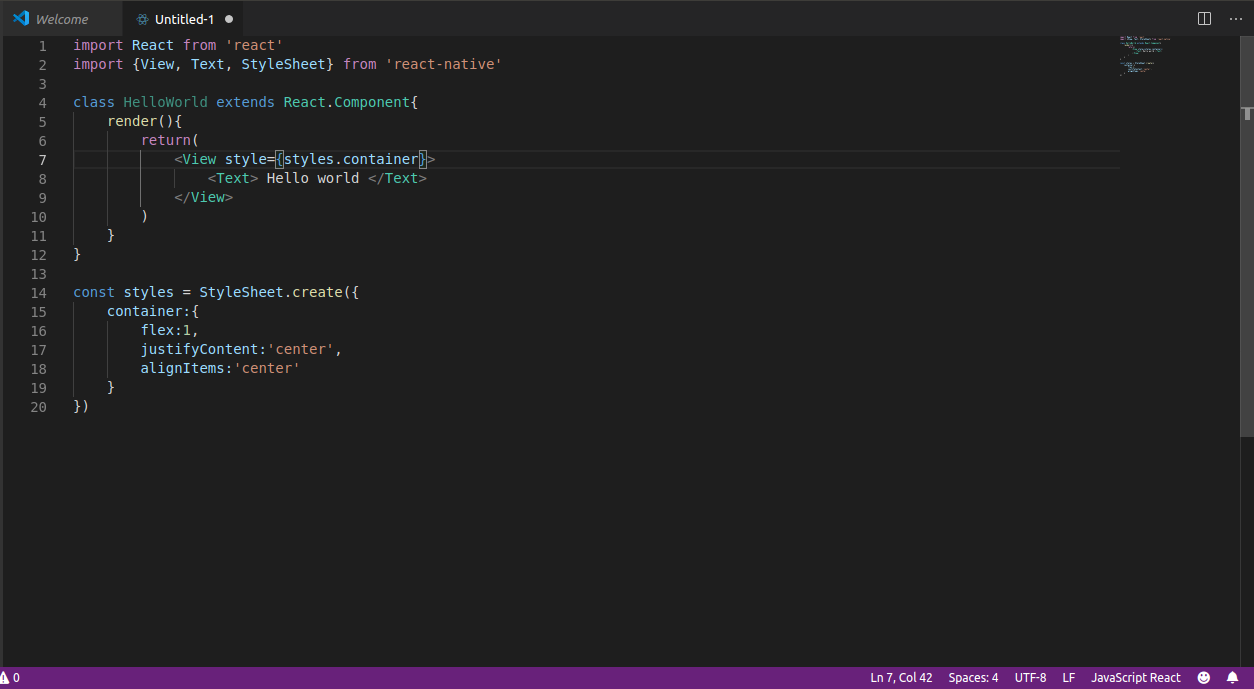 Welcome
Untitled-1
1 import React from 'react'
2 import {View, Text, StyleSheet} from 'react-native'
3
4 class HelloWorld extends React.Component{
5 render(){
6 return(
7 <View style={styles.container}>
8 <Text> Hello world </Text>
9 </View>
10 )
11 }
12 }
13
14 const styles = StyleSheet.create({
15 container:{
16 flex:1,
17 justifyContent:'center',
18 alignItems:'center'
19 }
20 })
0 Ln 7, Col 42 Spaces: 4 UTF-8 LF JavaScript React